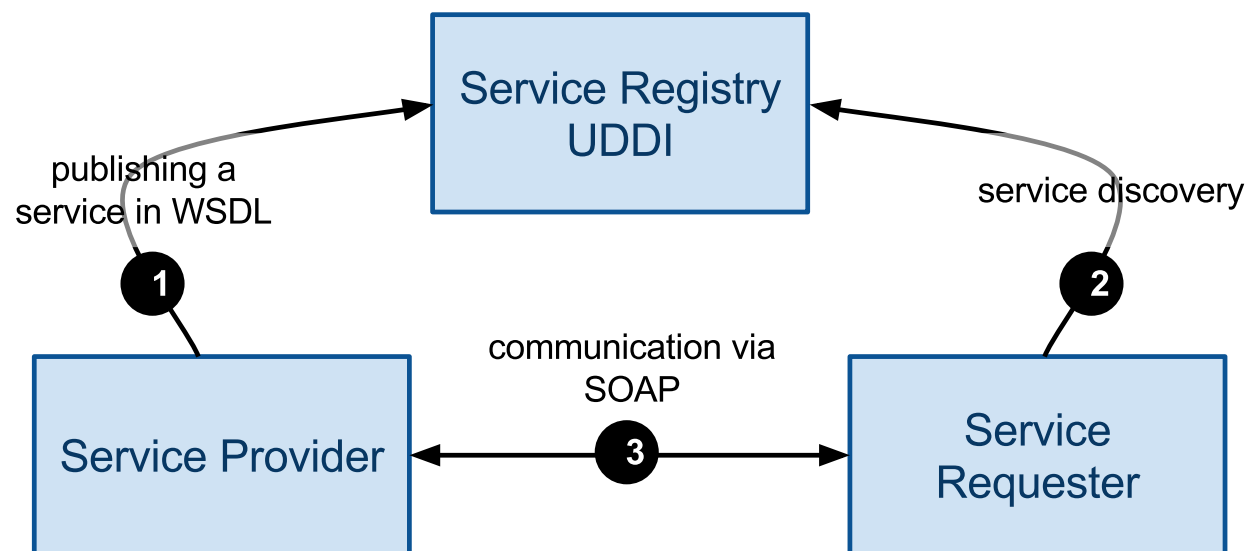 Service Registry
UDDI
publishing a
service in WSDL
service discovery
1
2
communication via
SOAP
3
Service Provider
Service
Requester